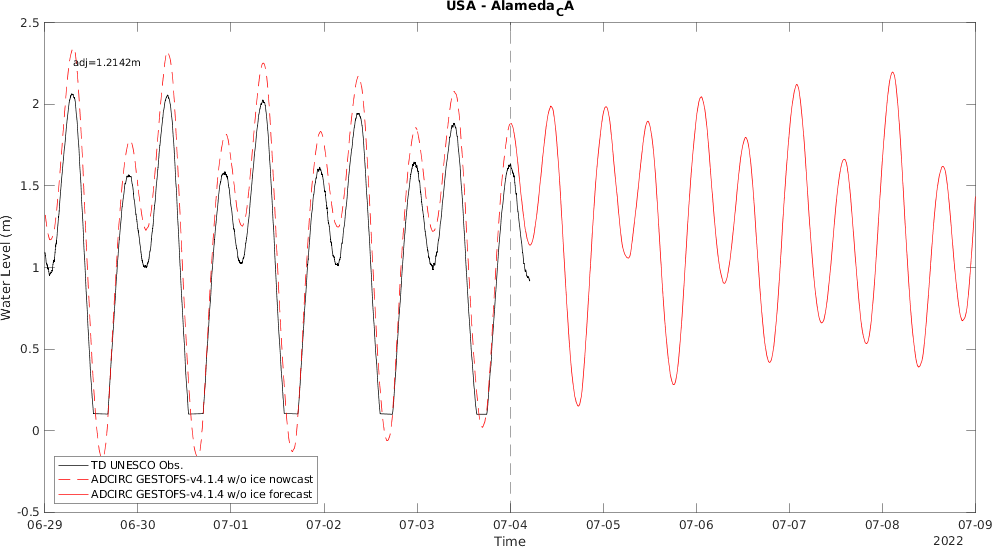 USA - Alameda_CA
adj=1.2142m
2.5
2
1.5
1
0.5
0
-0.5
Water Level (m)
TD UNESCO Obs.
ADCIRC GESTOFS-v4.1.4 w/o ice nowcast
ADCIRC GESTOFS-v4.1.4 w/o ice forecast
06-29 06-30 07-01 07-02 07-03 07-04 07-05 07-06 07-07 07-08 07-09
Time
2022